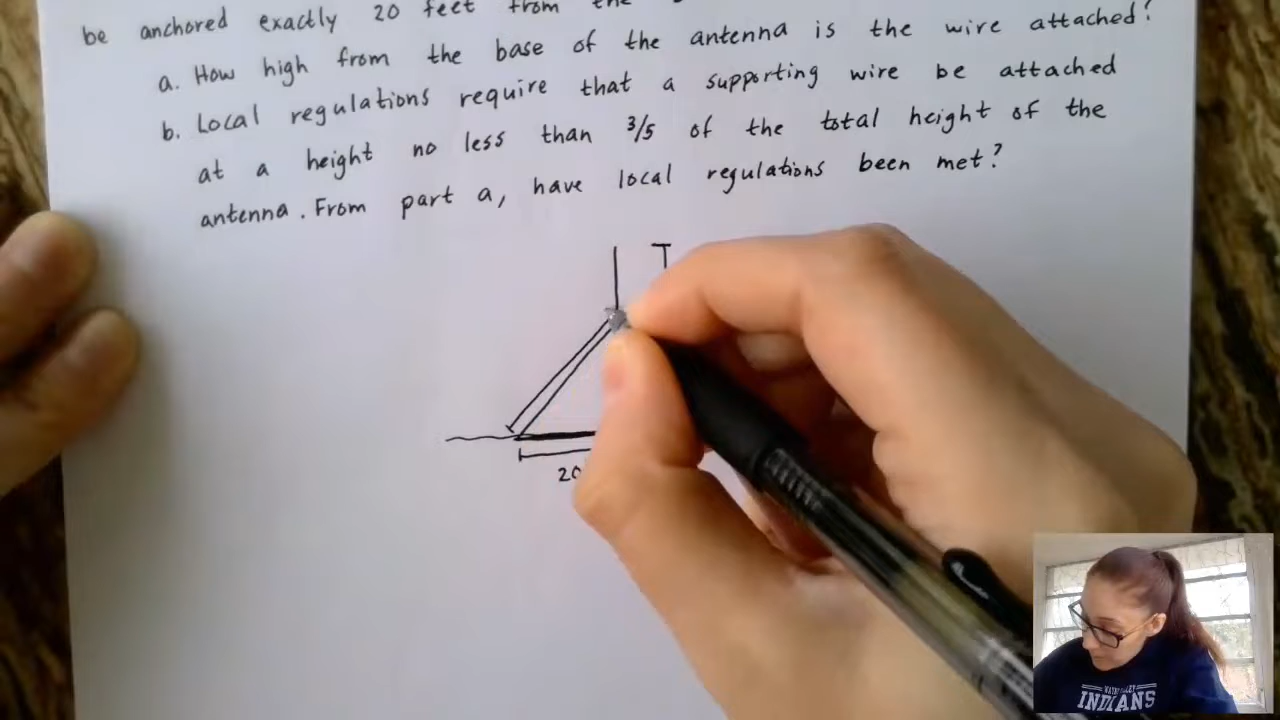 be anchored exactly 20 feet from the
a. How high from the base of the antenna is the wire attached?
b. Local regulations require that a supporting wire be attached
at a height no less than 3/5 of the total height of the
antenna. From part a, have local regulations been met?
20
WAYNE VALLEY
INDIANS